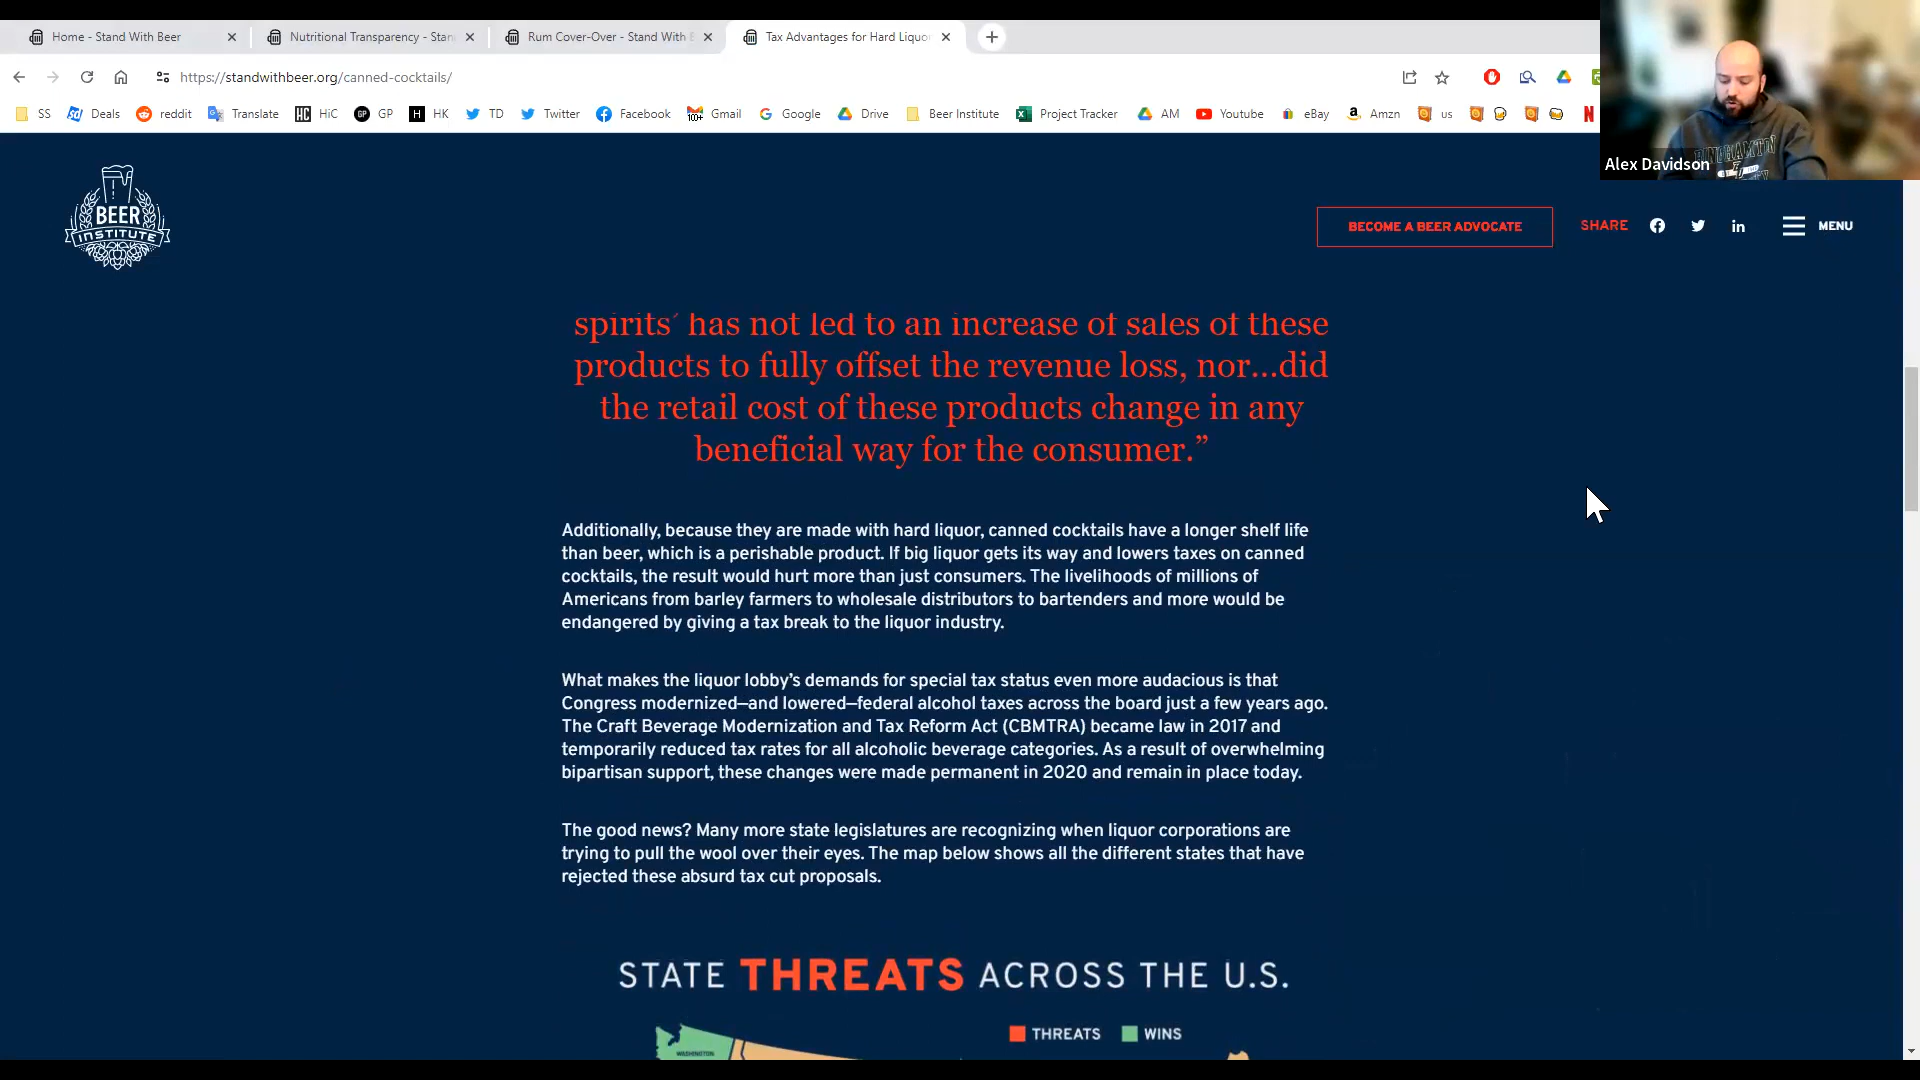 Home - Stand With Beer
Nutritional Transparency - Stan
Rum Cover-Over - Stand With B
Tax Advantages for Hard Liquo
https://standwithbeer.org/canned-cocktails/
SS
Deals
reddit
Translate
HC HiC
GP GP
H HK
TD
Twitter
Facebook
100+ Gmail
Google
Drive
Beer Institute
Project Tracker
AM
Youtube
eBay
Amzn
us
N
Alex Davidson
BEER
INSTITUTE
BECOME A BEER ADVOCATE
SHARE
in
MENU
spirits’ has not led to an increase of sales of these
products to fully offset the revenue loss, nor...did
the retail cost of these products change in any
beneficial way for the consumer.”
Additionally, because they are made with hard liquor, canned cocktails have a longer shelf life
than beer, which is a perishable product. If big liquor gets its way and lowers taxes on canned
cocktails, the result would hurt more than just consumers. The livelihoods of millions of
Americans from barley farmers to wholesale distributors to bartenders and more would be
endangered by giving a tax break to the liquor industry.
What makes the liquor lobby’s demands for special tax status even more audacious is that
Congress modernized—and lowered—federal alcohol taxes across the board just a few years ago.
The Craft Beverage Modernization and Tax Reform Act (CBMTRA) became law in 2017 and
temporarily reduced tax rates for all alcoholic beverage categories. As a result of overwhelming
bipartisan support, these changes were made permanent in 2020 and remain in place today.
The good news? Many more state legislatures are recognizing when liquor corporations are
trying to pull the wool over their eyes. The map below shows all the different states that have
rejected these absurd tax cut proposals.
STATE THREATS ACROSS THE U.S.
THREATS
WINS
WASHINGTON